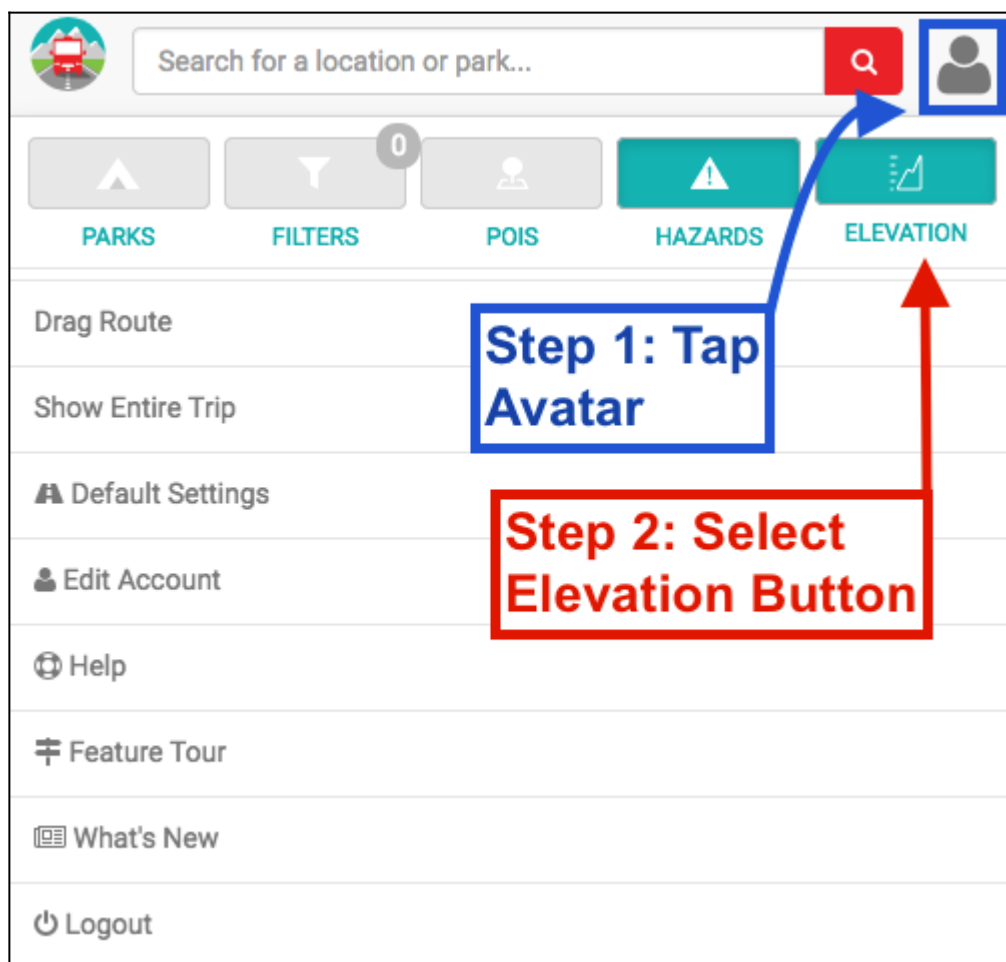 Search for a location or park...
0
PARKS
FILTERS
POIS
HAZARDS
ELEVATION
Drag Route
Step 1: Tap
Avatar
Show Entire Trip
Default Settings
Step 2: Select
Elevation Button
Edit Account
Help
Feature Tour
What's New
Logout